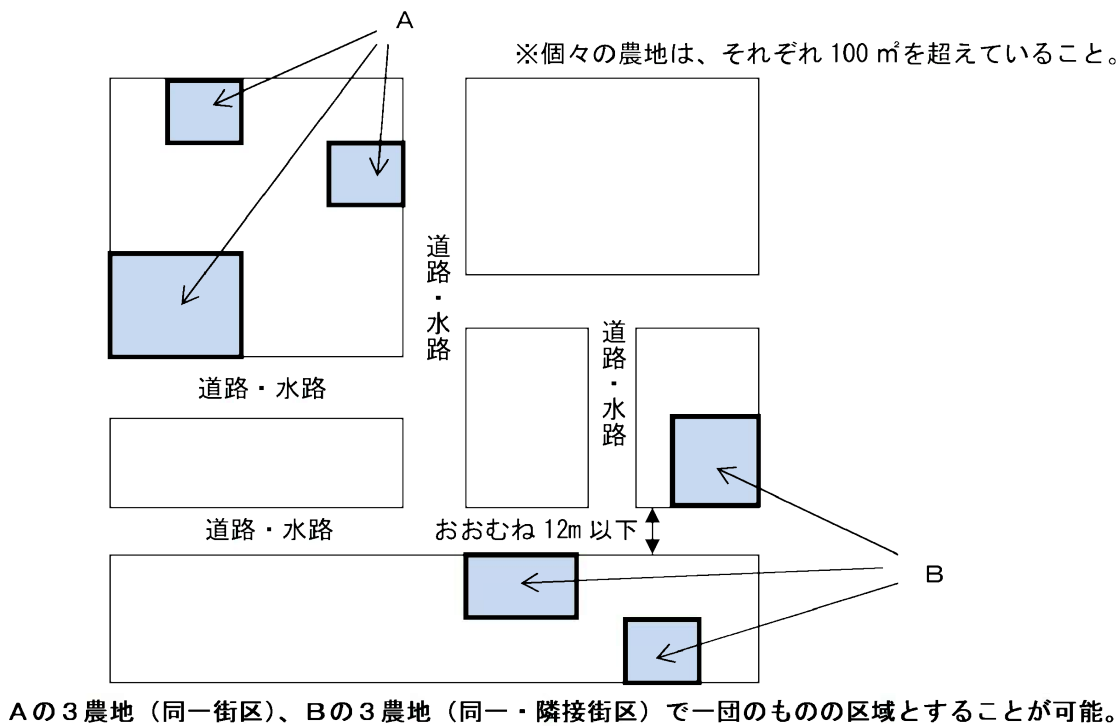 A
※個々の農地は、それぞれ 100 ㎡を超えていること。
道路・水路
道路・水路
道路・水路
道路・水路
おおむね 12m 以下
B
Aの3農地（同一街区）、Bの3農地（同一・隣接街区）で一団のものの区域とすることが可能。